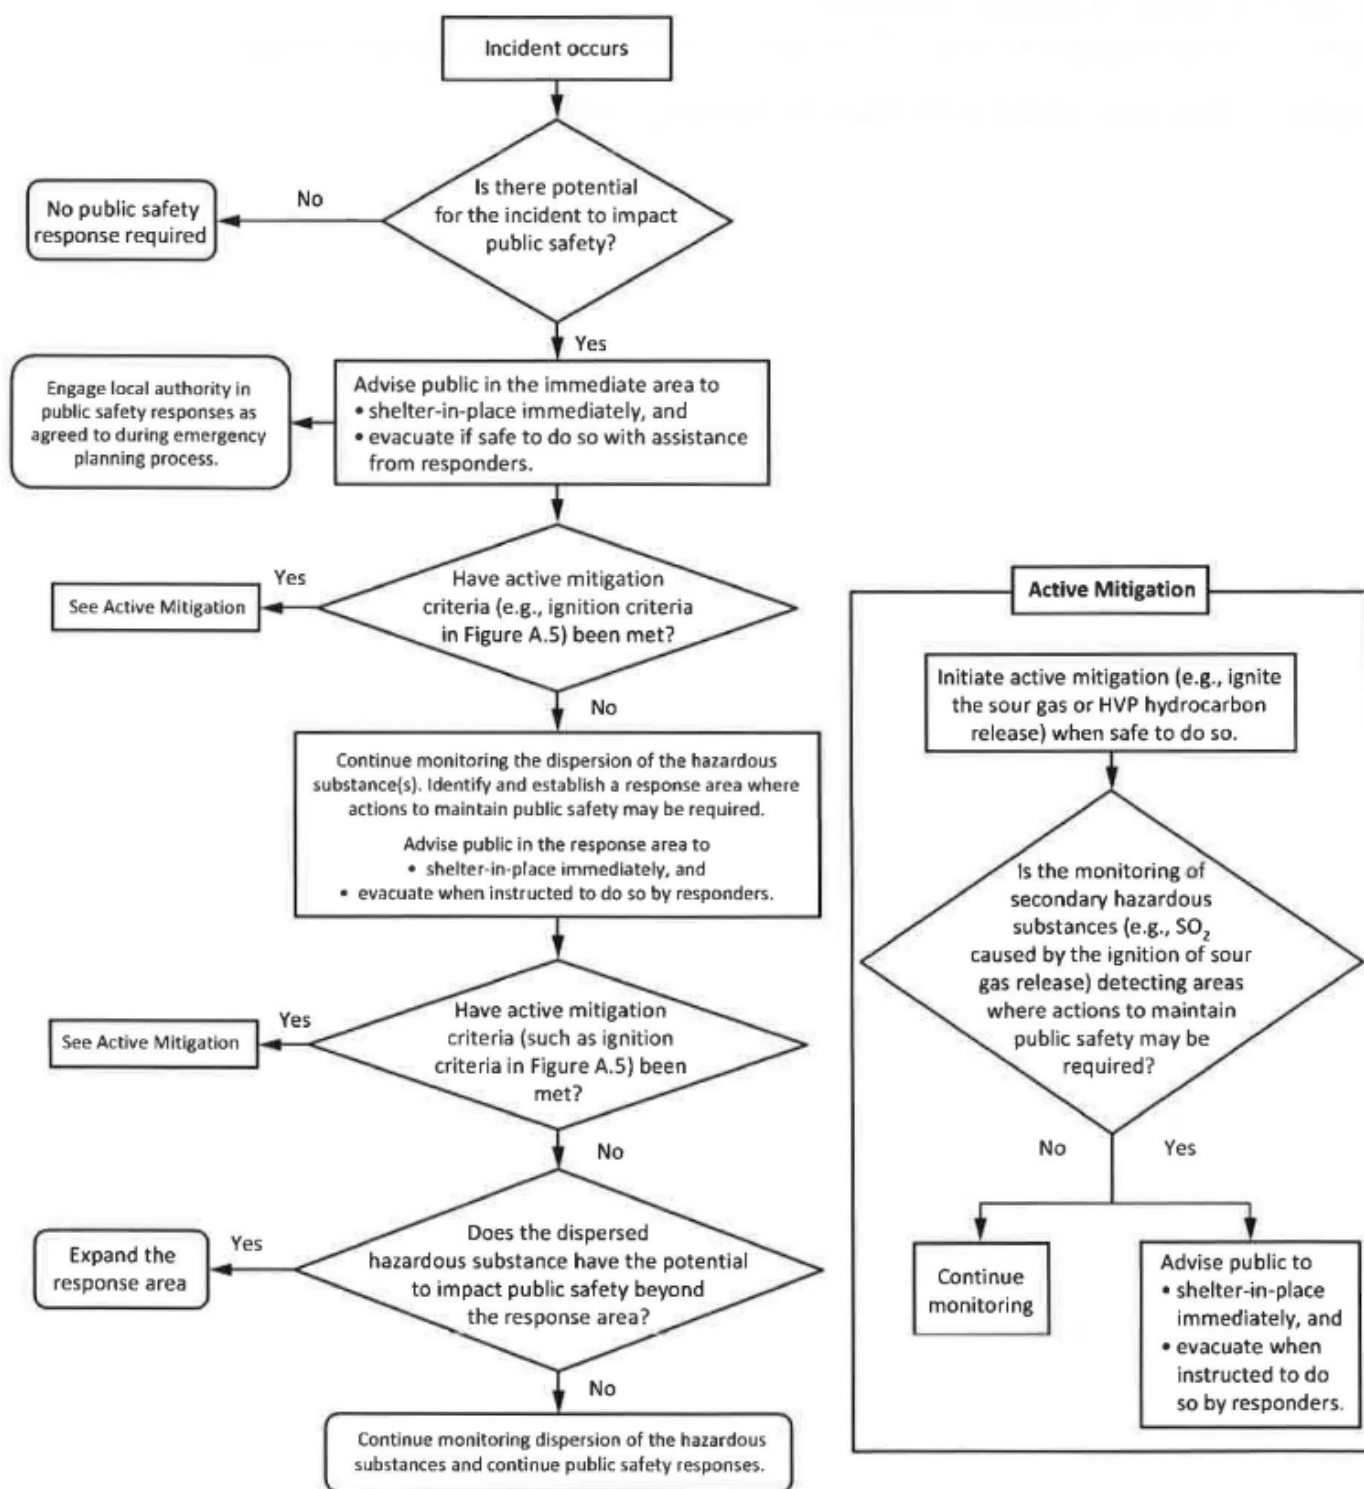 Incident occurs
Is there potential
for the incident to impact
public safety?
No
No public safety
response required
Yes
Advise public in the immediate area to
• shelter-in-place immediately, and
• evacuate if safe to do so with assistance
from responders.
Engage local authority in
public safety responses as
agreed to during emergency
planning process.
Have active mitigation
criteria (e.g., ignition criteria
in Figure A.5) been met?
Yes
See Active Mitigation
No
Continue monitoring the dispersion of the hazardous
substance(s). Identify and establish a response area where
actions to maintain public safety may be required.
Advise public in the response area to
• shelter-in-place immediately, and
• evacuate when instructed to do so by responders.
Have active mitigation
criteria (such as ignition
criteria in Figure A.5) been
met?
Yes
See Active Mitigation
No
Does the dispersed
hazardous substance have the potential
to impact public safety beyond
the response area?
Yes
Expand the
response area
No
Continue monitoring dispersion of the hazardous
substances and continue public safety responses.
Active Mitigation
Initiate active mitigation (e.g., ignite
the sour gas or HVP hydrocarbon
release) when safe to do so.
Is the monitoring of
secondary hazardous
substances (e.g., SO₂
caused by the ignition of sour
gas release) detecting areas
where actions to maintain
public safety may be
required?
No
Yes
Continue
monitoring
Advise public to
• shelter-in-place
immediately, and
• evacuate when
instructed to do
so by responders.